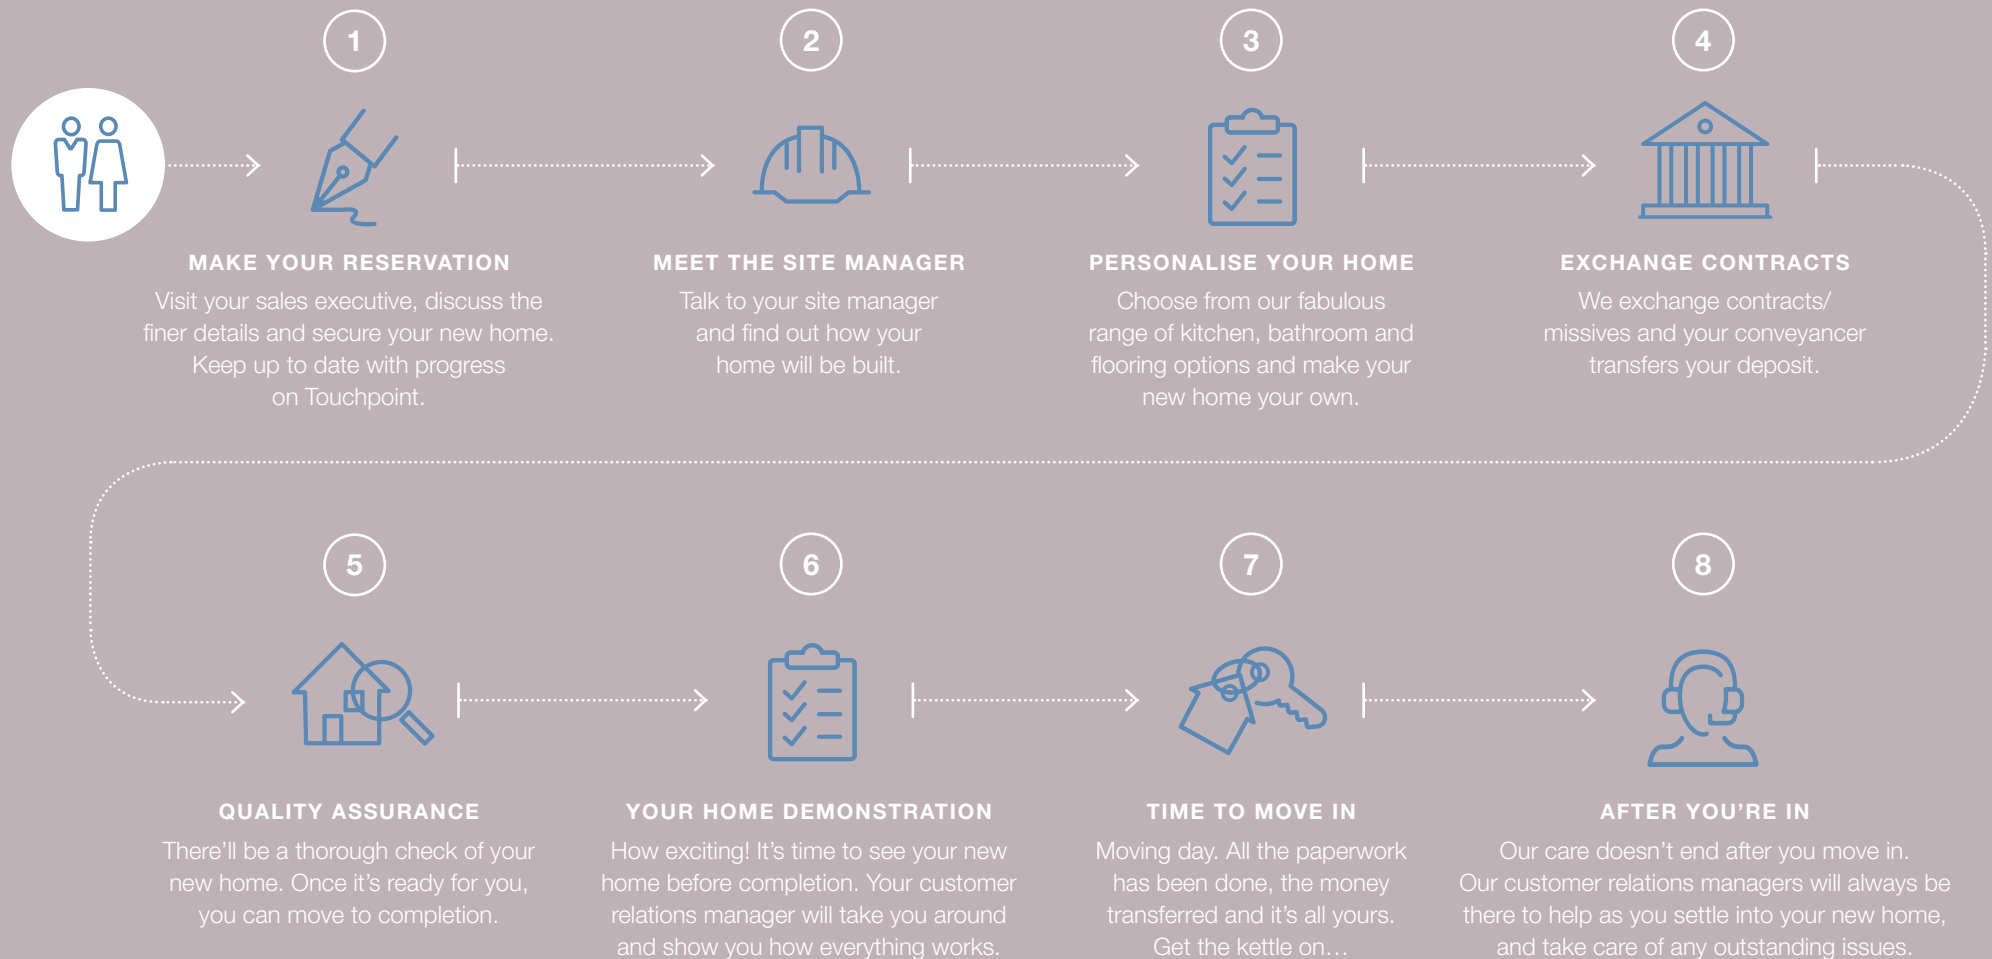 1
MAKE YOUR RESERVATION
Visit your sales executive, discuss the
finer details and secure your new home.
Keep up to date with progress
on Touchpoint.
2
MEET THE SITE MANAGER
Talk to your site manager
and find out how your
home will be built.
3
PERSONALISE YOUR HOME
Choose from our fabulous
range of kitchen, bathroom and
flooring options and make your
new home your own.
4
EXCHANGE CONTRACTS
We exchange contracts/
missives and your conveyancer
transfers your deposit.
5
QUALITY ASSURANCE
There’ll be a thorough check of your
new home. Once it’s ready for you,
you can move to completion.
6
YOUR HOME DEMONSTRATION
How exciting! It’s time to see your new
home before completion. Your customer
relations manager will take you around
and show you how everything works.
7
TIME TO MOVE IN
Moving day. All the paperwork
has been done, the money
transferred and it’s all yours.
Get the kettle on…
8
AFTER YOU’RE IN
Our care doesn’t end after you move in.
Our customer relations managers will always be
there to help as you settle into your new home,
and take care of any outstanding issues.